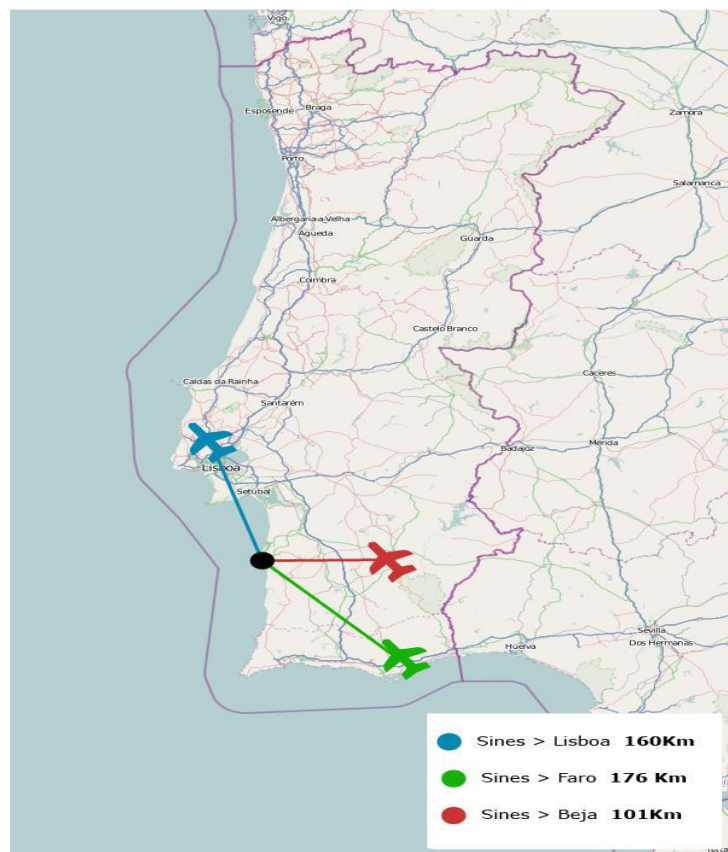 Vigo
Braga
Esposende
Zamora
Porto
Salamanca
Albergaria-a-Velha
Águeda
Guarda
Coimbra
Castelo Branco
Cáceres
Caldas da Rainha
Santarém
Mérida
Badajoz
Lisboa
Setúbal
Sevilla
Dos Hermanas
Huelva
Sines > Lisboa 160Km
Sines > Faro 176 Km
Sines > Beja 101Km